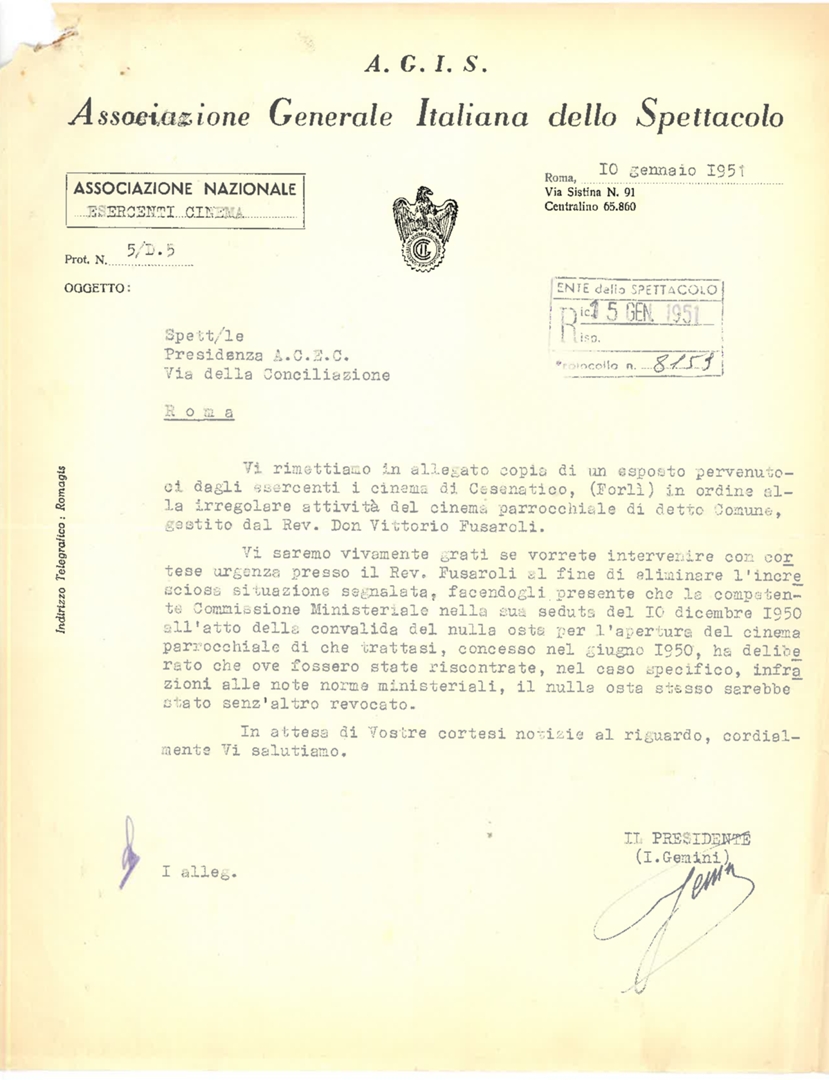 A. G. I. S.
Associazione Generale Italiana dello Spettacolo
ASSOCIAZIONE NAZIONALE
ESERCENTI CINEMA
Roma, 10 gennaio 1951
Via Sistina N. 91
Centralino 65.860
Prot. N. 5/D.5
OGGETTO:
ENTE dello SPETTACOLO
Ric. 15 GEN. 1951
Risp.
Protocollo n. 8159
Spett/le
Presidenza A.C.E.C.
Via della Conciliazione
Roma
Indirizzo Telegrafico: Romagis
Vi rimettiamo in allegato copia di un esposto pervenuto-
ci dagli esercenti i cinema di Cesenatico, (Forlì) in ordine al-
la irregolare attività del cinema parrocchiale di detto Comune,
gestito dal Rev. Don Vittorio Fusaroli.
Vi saremo vivamente grati se vorrete intervenire con cor
tese urgenza presso il Rev. Fusaroli al fine di eliminare l'incre
sciosa situazione segnalata, facendogli presente che la competen-
te Commissione Ministeriale nella sua seduta del 10 dicembre 1950
all'atto della convalida del nulla osta per l'apertura del cinema
parrocchiale di che trattasi, concesso nel giugno 1950, ha delibe
rato che ove fossero state riscontrate, nel caso specifico, infra
zioni alle note norme ministeriali, il nulla osta stesso sarebbe
stato senz'altro revocato.
In attesa di Vostre cortesi notizie al riguardo, cordial-
mente Vi salutiamo.
IL PRESIDENTE
(I.Gemini)
I alleg.